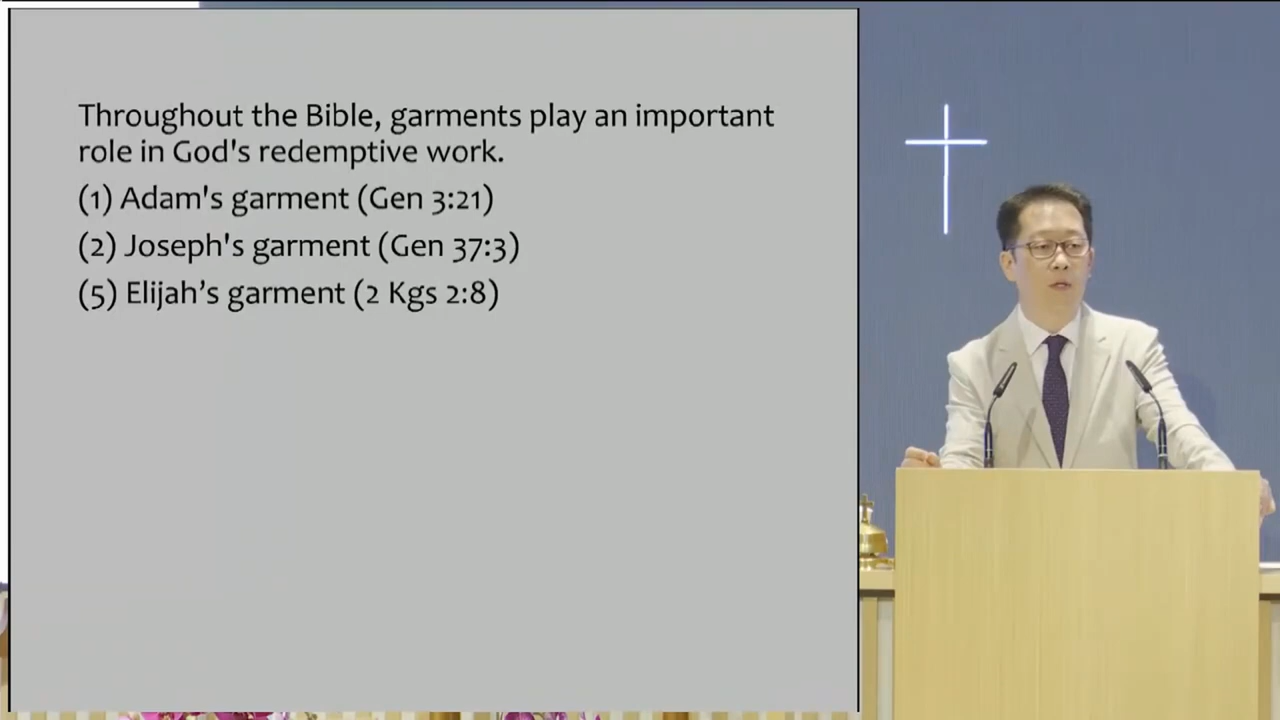 Throughout the Bible, garments play an important
role in God's redemptive work.
(1) Adam's garment (Gen 3:21)
(2) Joseph's garment (Gen 37:3)
(5) Elijah’s garment (2 Kgs 2:8)